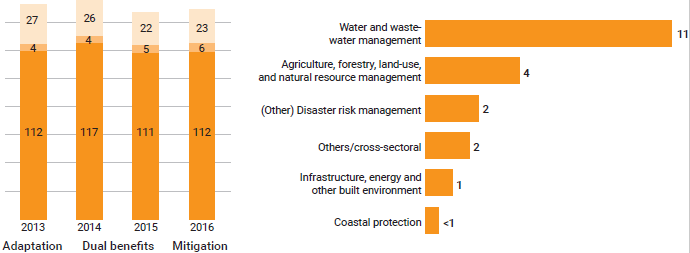 27
26
22
23
4
4
5
6
112
117
111
112
2013
2014
2015
2016
Adaptation
Dual benefits
Mitigation
Water and waste-
water management
11
Agriculture, forestry, land-use,
and natural resource management
4
(Other) Disaster risk management
2
Others/cross-sectoral
2
Infrastructure, energy and
other built environment
1
Coastal protection
<1